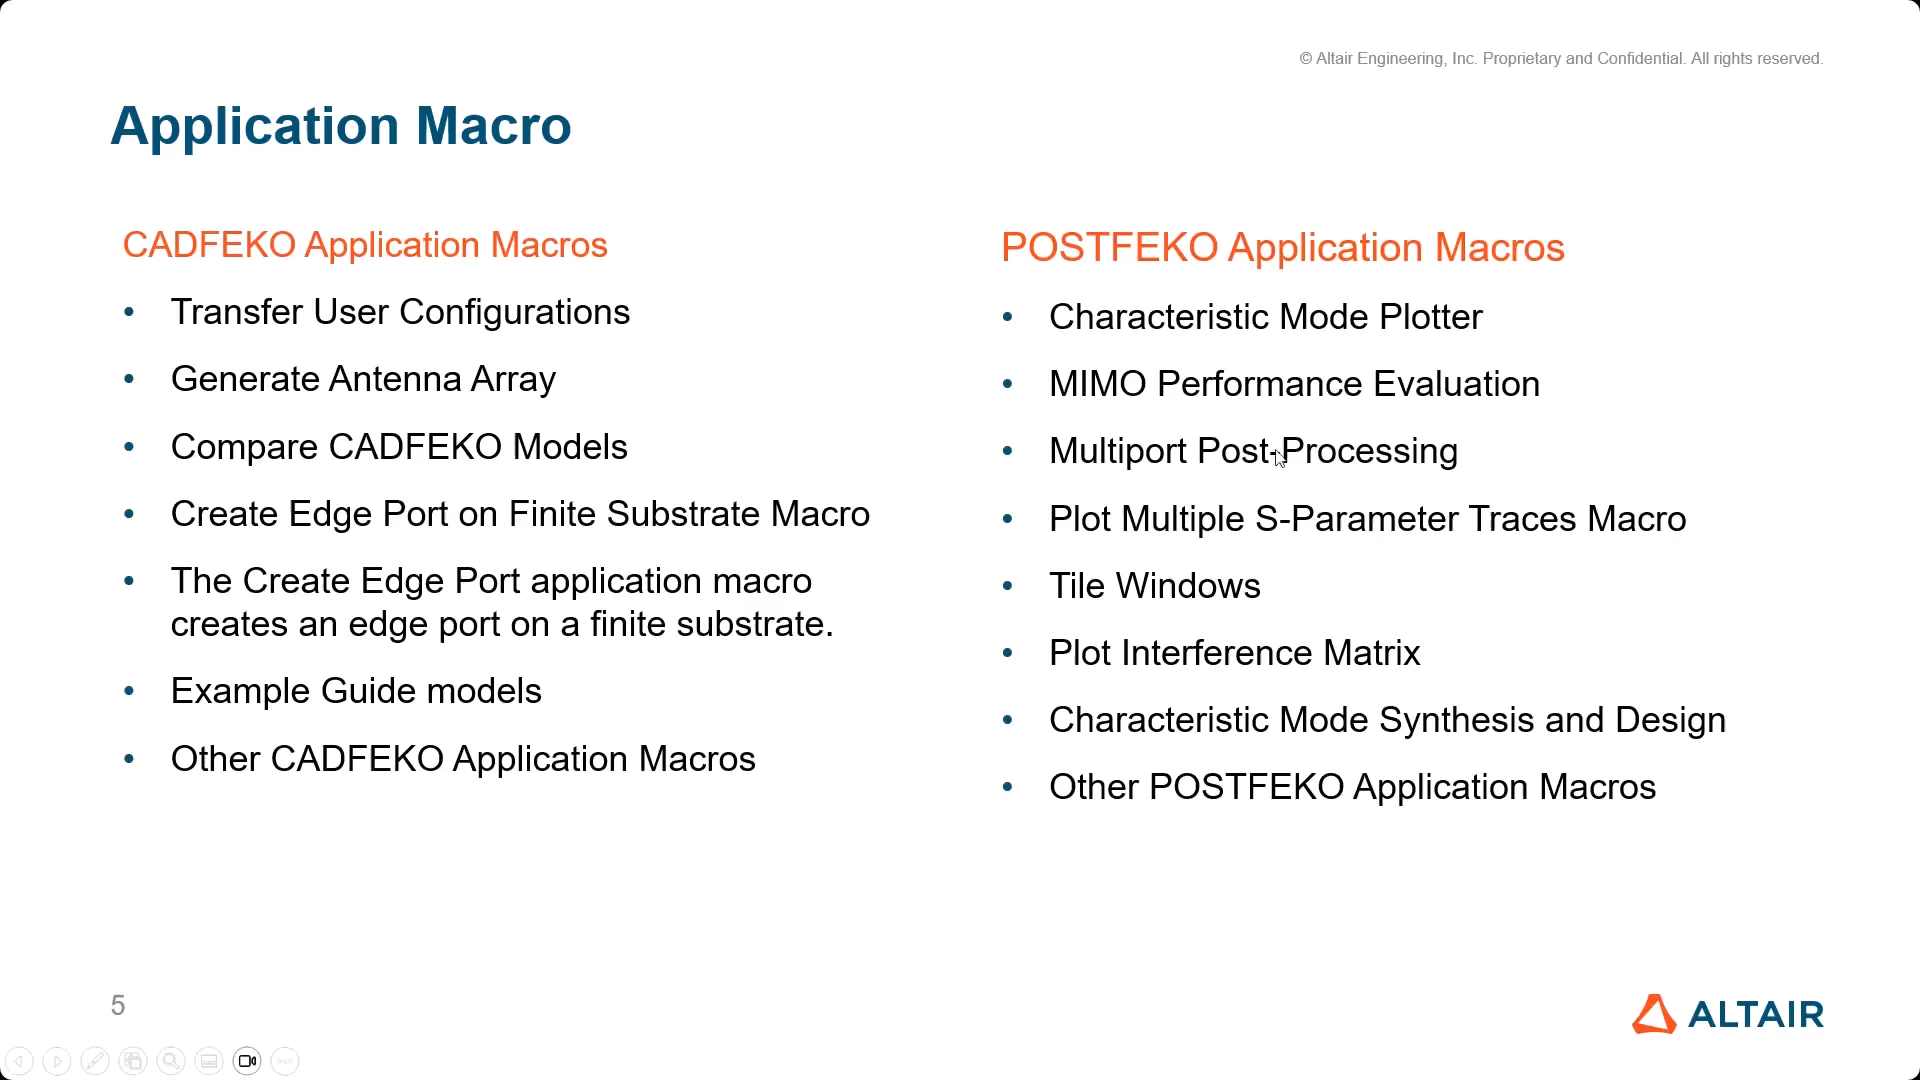 © Altair Engineering, Inc. Proprietary and Confidential. All rights reserved.
Application Macro
CADFEKO Application Macros
• Transfer User Configurations
• Generate Antenna Array
• Compare CADFEKO Models
• Create Edge Port on Finite Substrate Macro
• The Create Edge Port application macro
creates an edge port on a finite substrate.
• Example Guide models
• Other CADFEKO Application Macros
POSTFEKO Application Macros
• Characteristic Mode Plotter
• MIMO Performance Evaluation
• Multiport Post-Processing
• Plot Multiple S-Parameter Traces Macro
• Tile Windows
• Plot Interference Matrix
• Characteristic Mode Synthesis and Design
• Other POSTFEKO Application Macros
5
ALTAIR